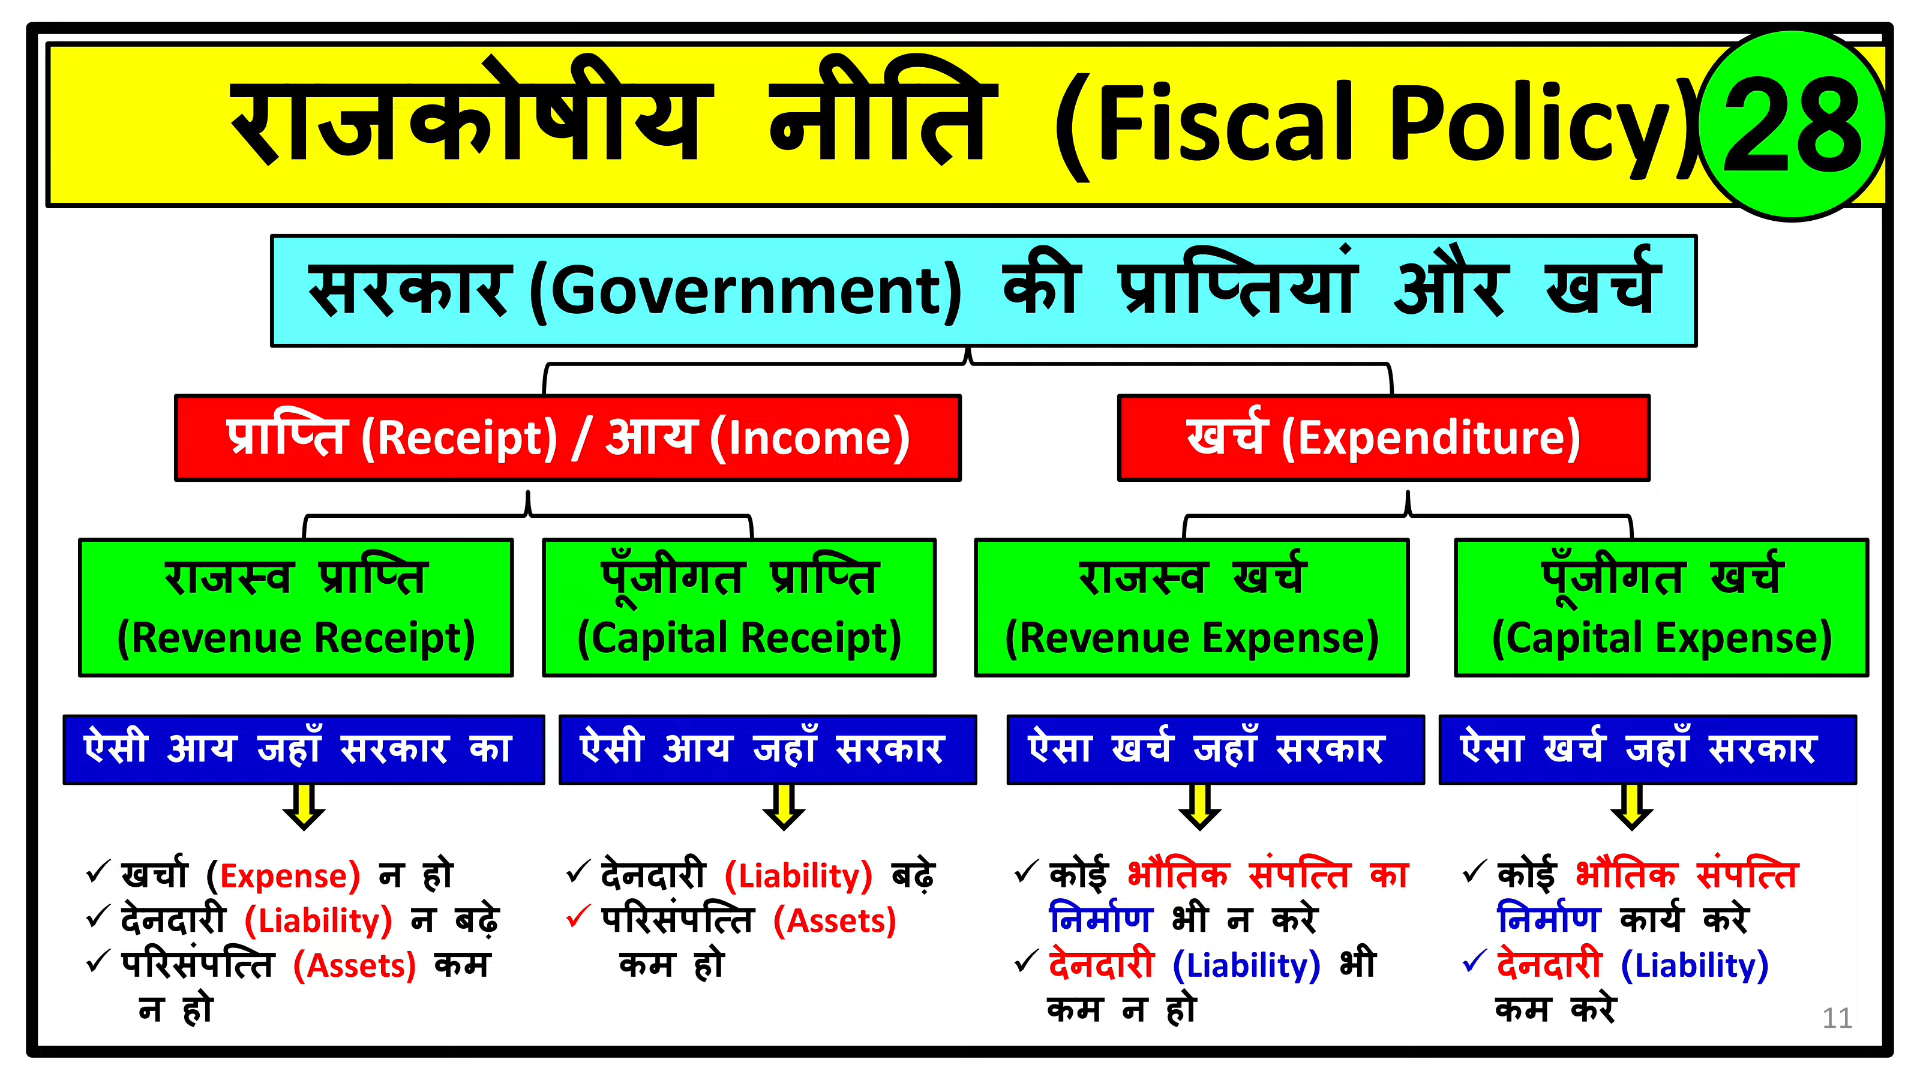 राजकोषीय नीति (Fiscal Policy)
28
सरकार (Government) की प्राप्तियां और खर्च
प्राप्ति (Receipt) / आय (Income)
खर्च (Expenditure)
राजस्व प्राप्ति
(Revenue Receipt)
पूँजीगत प्राप्ति
(Capital Receipt)
राजस्व खर्च
(Revenue Expense)
पूँजीगत खर्च
(Capital Expense)
ऐसी आय जहाँ सरकार का
✓ खर्चा (Expense) न हो
✓ देनदारी (Liability) न बढ़े
✓ परिसंपत्ति (Assets) कम
न हो
ऐसी आय जहाँ सरकार
✓ देनदारी (Liability) बढ़े
✓ परिसंपत्ति (Assets)
कम हो
ऐसा खर्च जहाँ सरकार
✓ कोई भौतिक संपत्ति का
निर्माण भी न करे
✓ देनदारी (Liability) भी
कम न हो
ऐसा खर्च जहाँ सरकार
✓ कोई भौतिक संपत्ति
निर्माण कार्य करे
✓ देनदारी (Liability)
कम करे
11